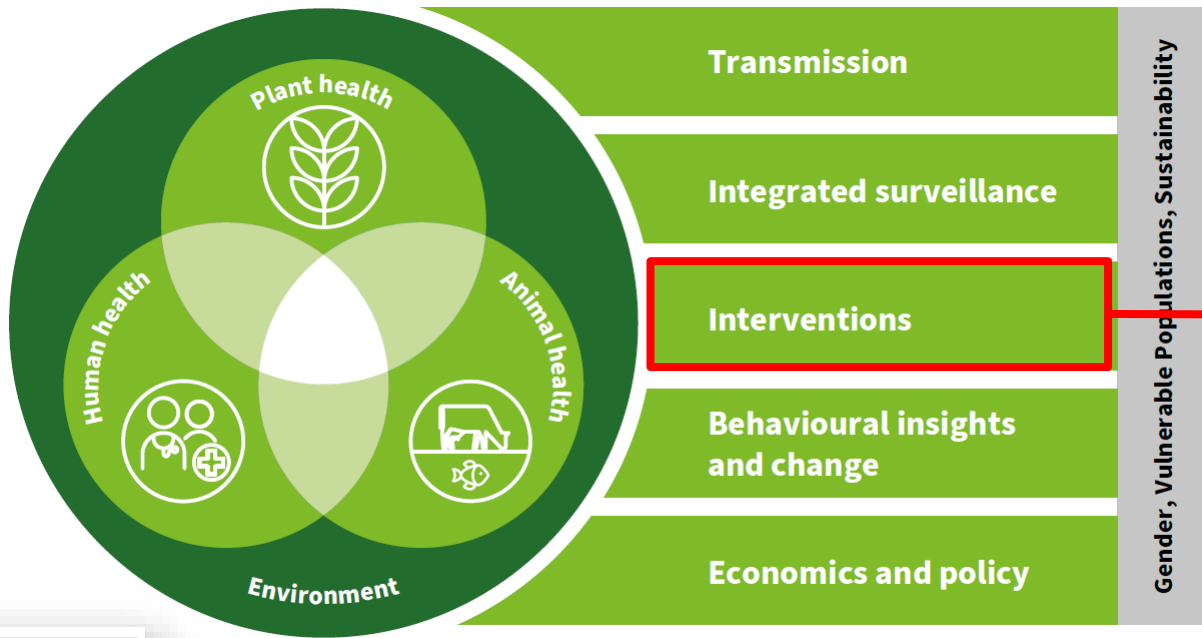 Plant health
Human health
Animal health
Environment
Transmission
Integrated surveillance
Interventions
Behavioural insights
and change
Economics and policy
Gender, Vulnerable Populations, Sustainability